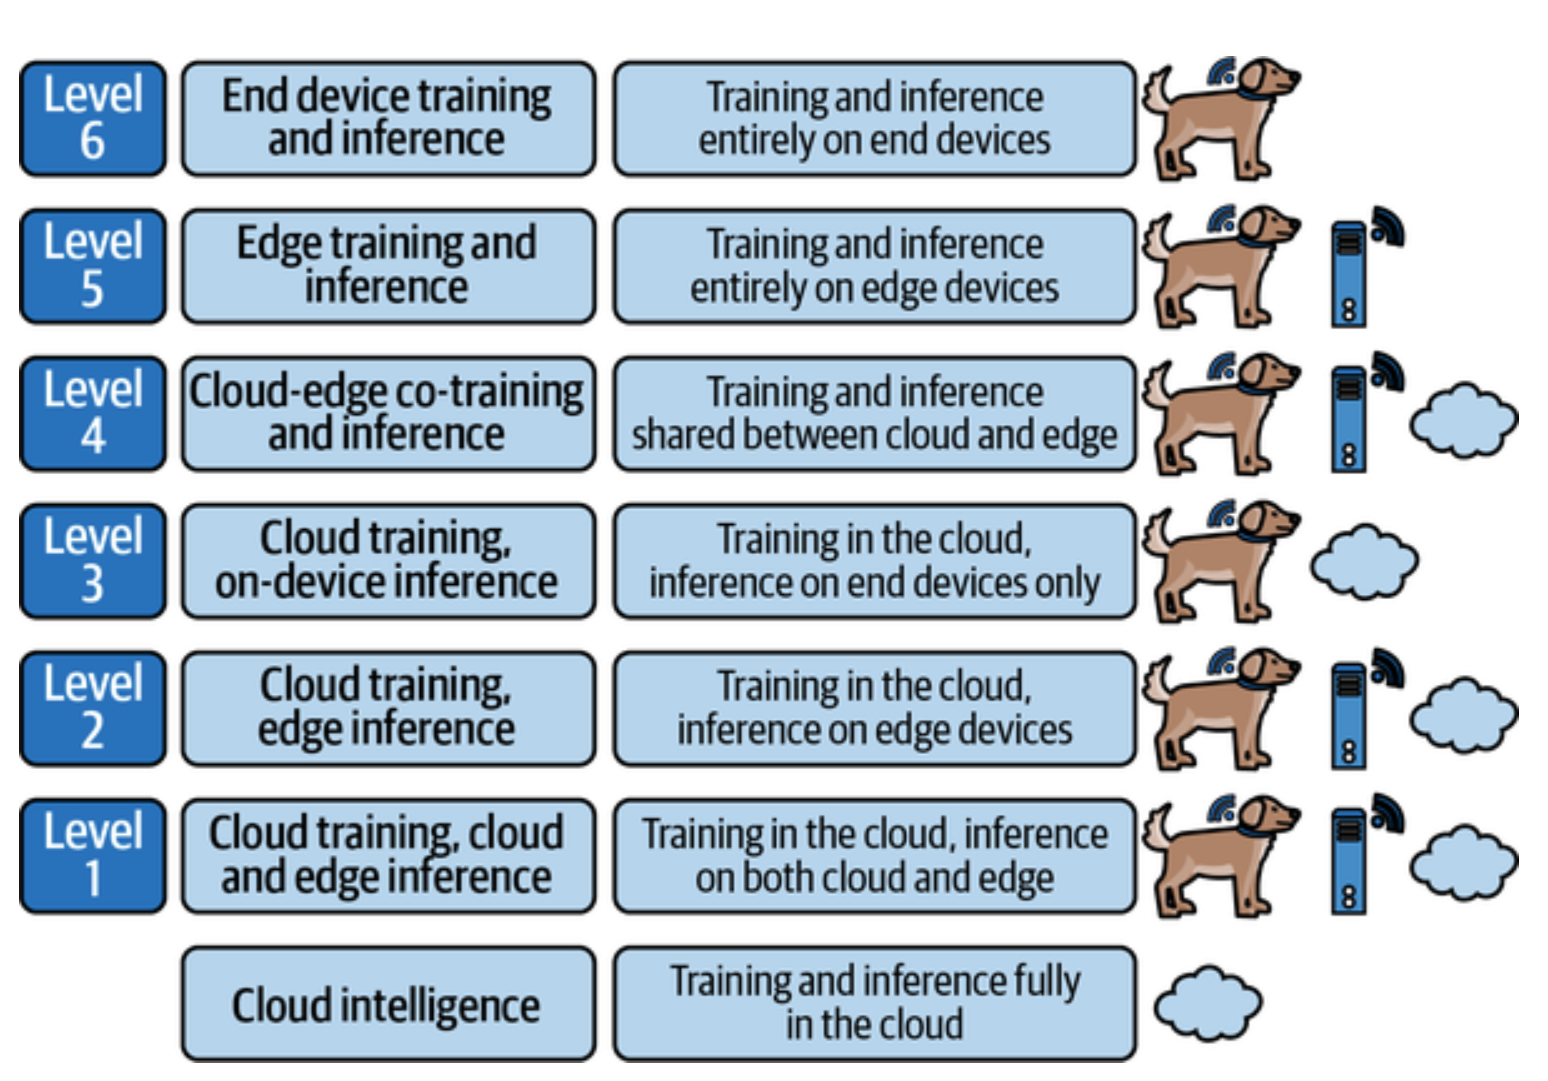 Level
6
End device training
and inference
Training and inference
entirely on end devices
Level
5
Edge training and
inference
Training and inference
entirely on edge devices
Level
4
Cloud-edge co-training
and inference
Training and inference
shared between cloud and edge
Level
3
Cloud training,
on-device inference
Training in the cloud,
inference on end devices only
Level
2
Cloud training,
edge inference
Training in the cloud,
inference on edge devices
Level
1
Cloud training, cloud
and edge inference
Training in the cloud, inference
on both cloud and edge
Cloud intelligence
Training and inference fully
in the cloud